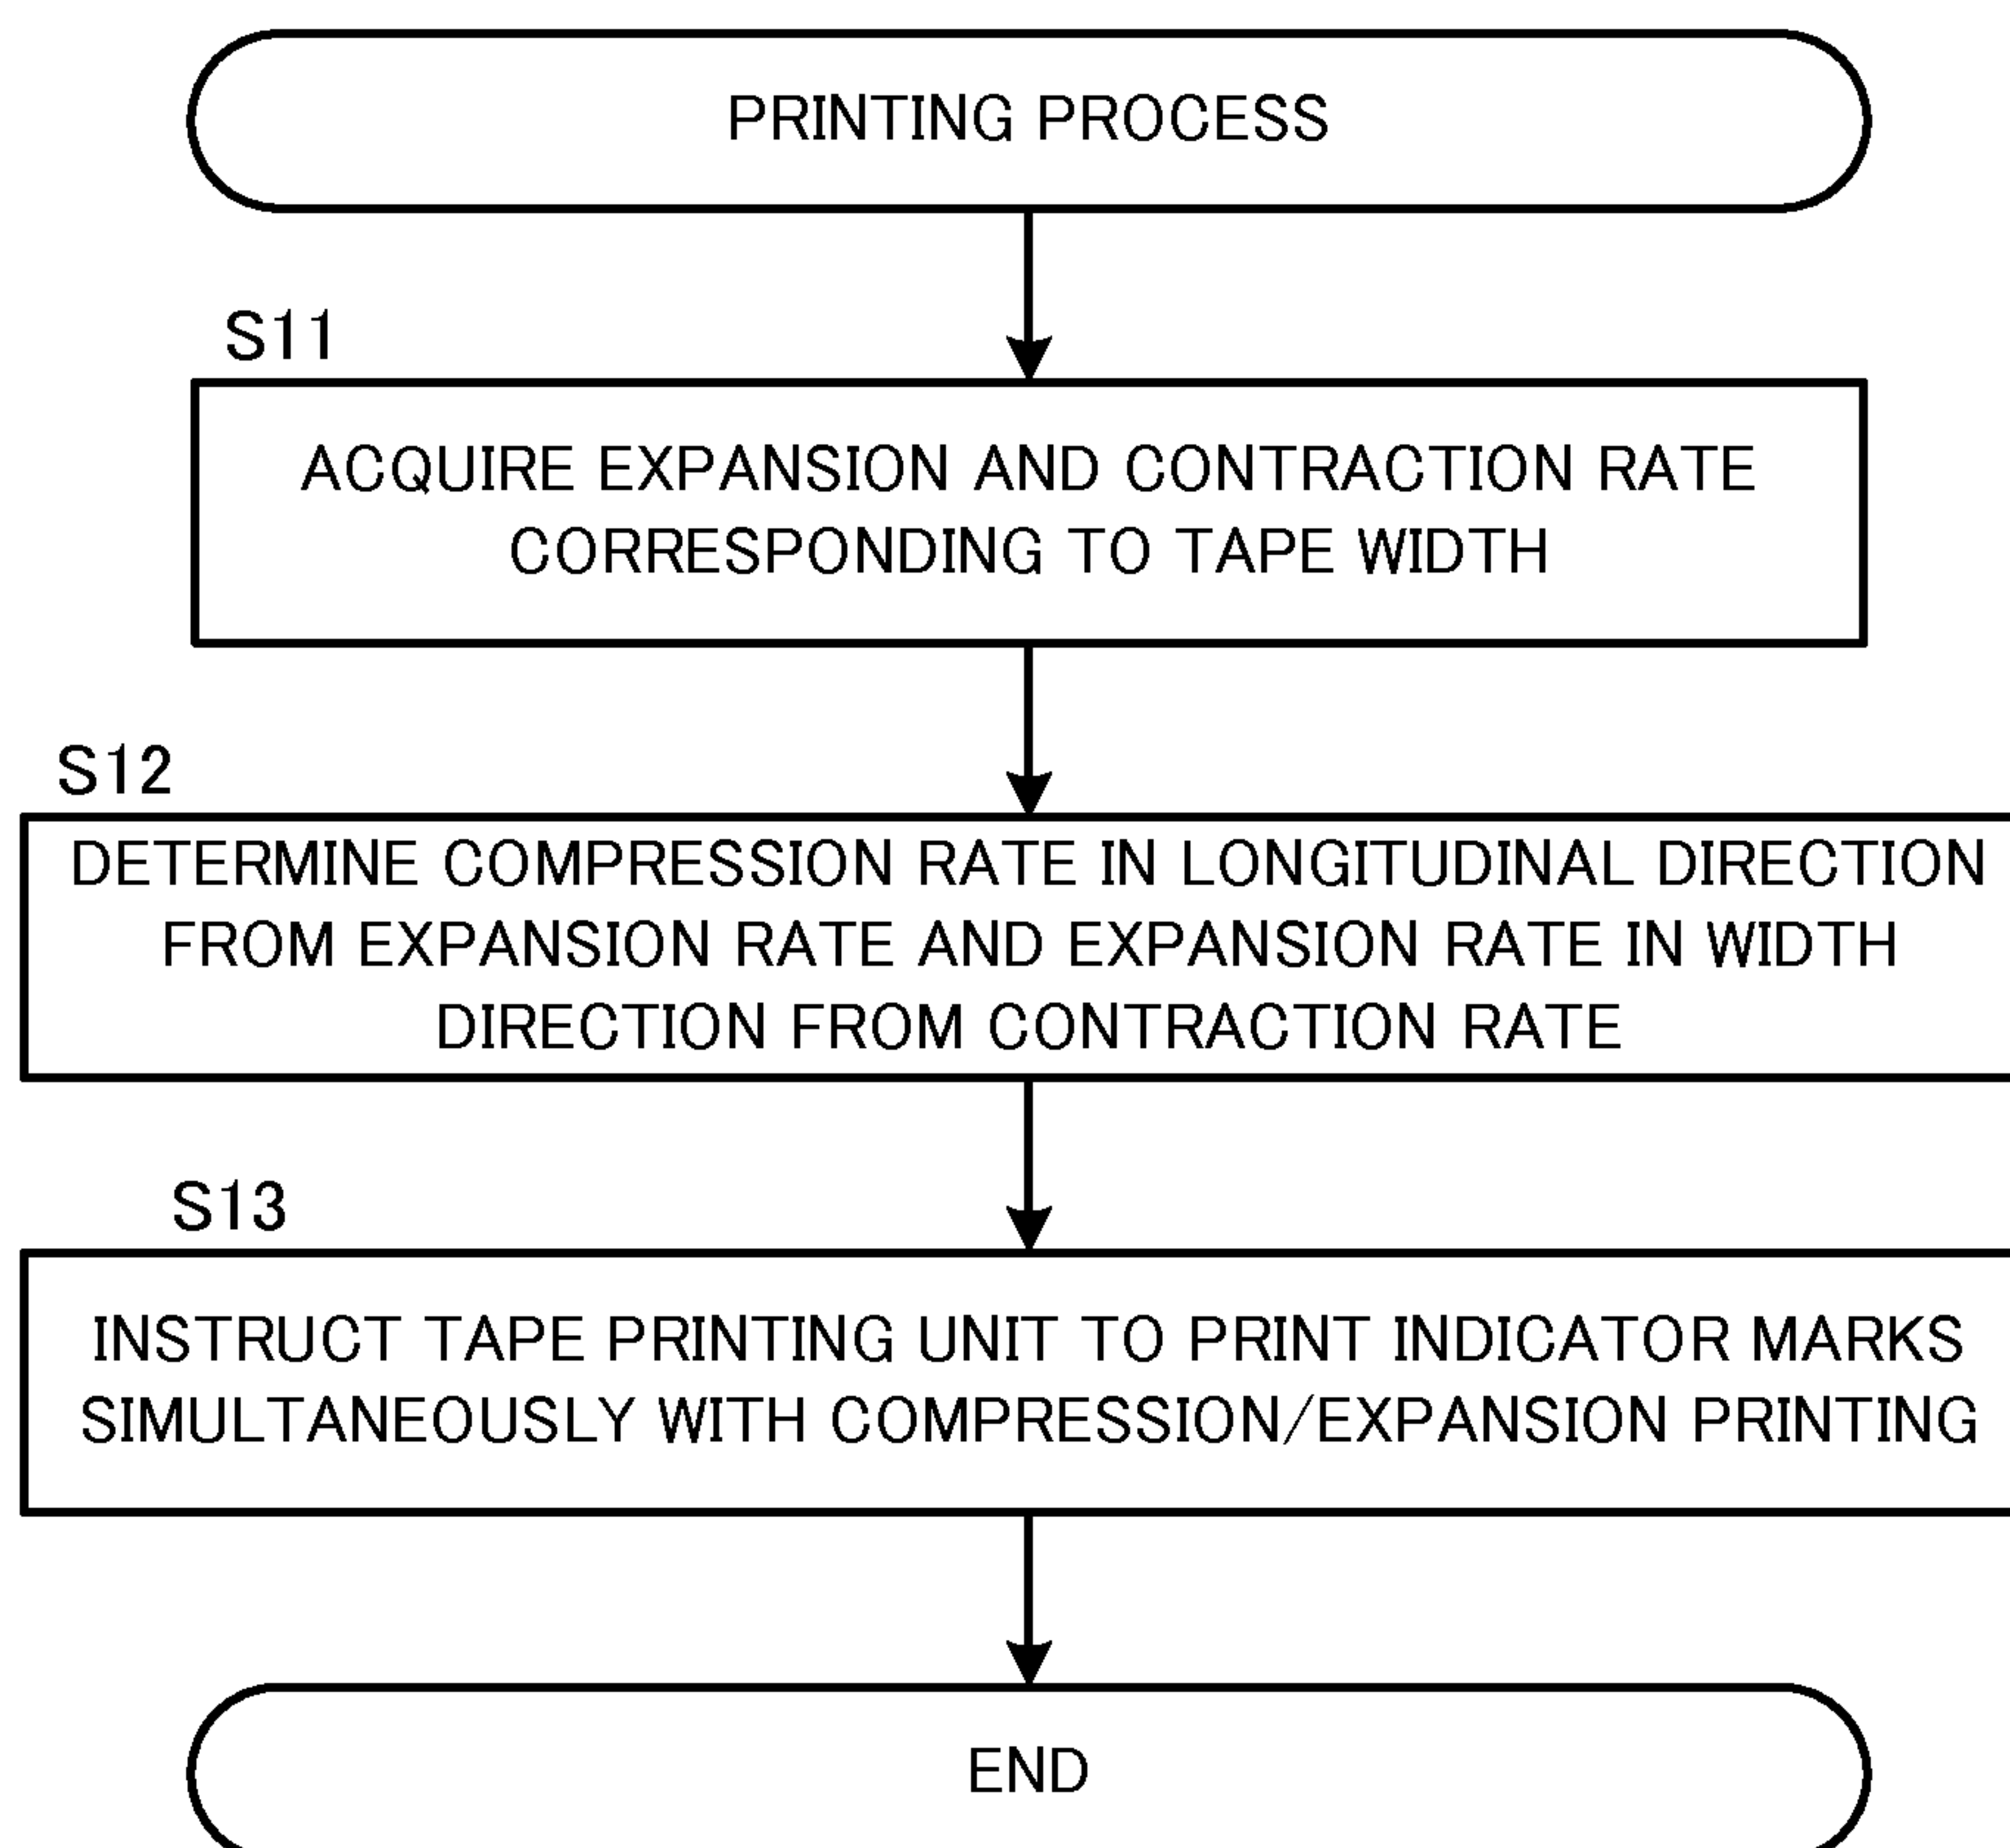 PRINTING PROCESS
S11
ACQUIRE EXPANSION AND CONTRACTION RATE
CORRESPONDING TO TAPE WIDTH
S12
DETERMINE COMPRESSION RATE IN LONGITUDINAL DIRECTION
FROM EXPANSION RATE AND EXPANSION RATE IN WIDTH
DIRECTION FROM CONTRACTION RATE
S13
INSTRUCT TAPE PRINTING UNIT TO PRINT INDICATOR MARKS
SIMULTANEOUSLY WITH COMPRESSION/EXPANSION PRINTING
END